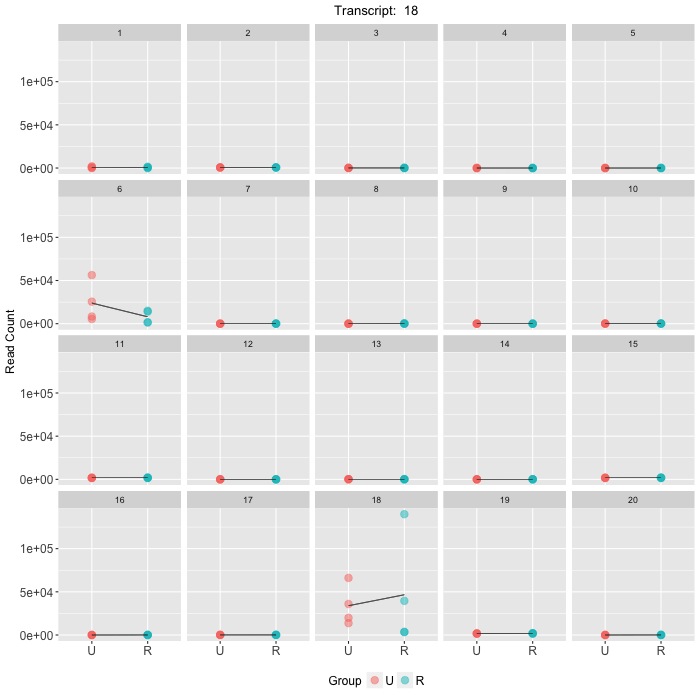 Transcript: 18
1 2 3 4 5
1e+05
5e+04
0e+00
6 7 8 9 10
1e+05
5e+04
0e+00
Read Count
11 12 13 14 15
1e+05
5e+04
0e+00
16 17 18 19 20
1e+05
5e+04
0e+00
U R U R U R U R U R
Group U R